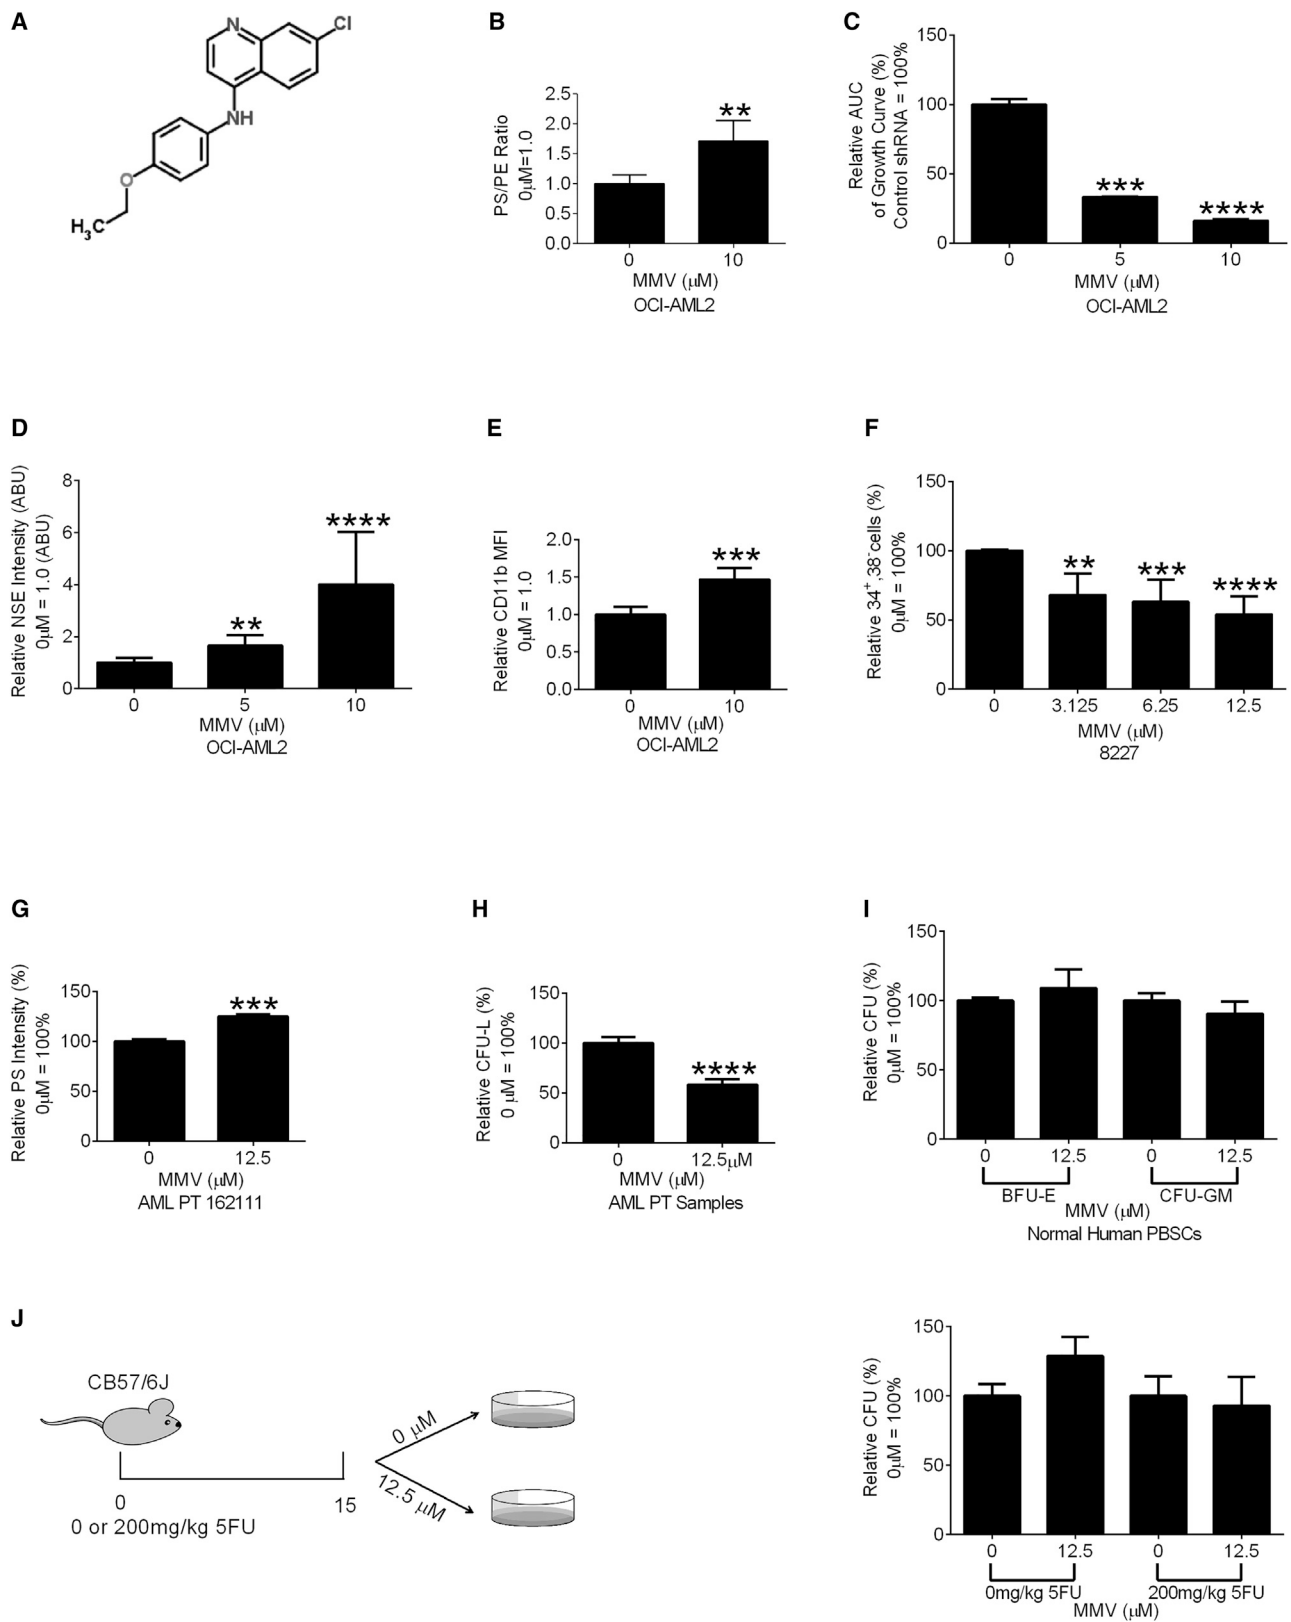 A
N
Cl
NH
O
H3C
B
PS/PE Ratio
0µM=1.0
2.5
2.0
1.5
1.0
0.5
0.0
**
0
10
MMV (µM)
OCI-AML2
C
Relative AUC
of Growth Curve (%)
Control shRNA = 100%
150
100
50
0
***
****
0
5
10
MMV (µM)
OCI-AML2
D
Relative NSE Intensity (ABU)
0µM = 1.0 (ABU)
8
6
4
2
0
**
****
0
5
10
MMV (µM)
OCI-AML2
E
Relative CD11b MFI
0µM = 1.0
2.0
1.5
1.0
0.5
0.0
***
0
10
MMV (µM)
OCI-AML2
F
Relative 34+,38-cells (%)
0µM = 100%
150
100
50
0
**
***
****
0
3.125
6.25
12.5
MMV (µM)
8227
G
Relative PS Intensity (%)
0µM = 100%
150
100
50
0
***
0
12.5
MMV (µM)
AML PT 162111
H
Relative CFU-L (%)
0 µM = 100%
150
100
50
0
****
0
12.5µM
MMV (µM)
AML PT Samples
I
Relative CFU (%)
0µM = 100%
150
100
50
0
0
12.5
0
12.5
BFU-E
CFU-GM
MMV (µM)
Normal Human PBSCs
J
CB57/6J
0
15
0 or 200mg/kg 5FU
0 µM
12.5 µM
Relative CFU (%)
0µM = 100%
150
100
50
0
0
12.5
0
12.5
0mg/kg 5FU
200mg/kg 5FU
MMV (µM)